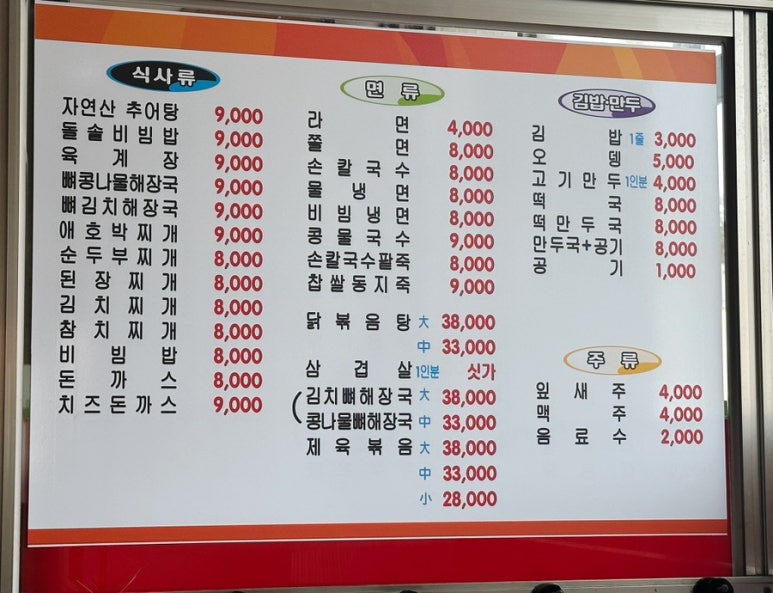 식사류
자연산 추어탕 9,000
돌솥비빔밥 9,000
육계장 9,000
뼈콩나물해장국 9,000
뼈김치해장국 9,000
애호박찌개 9,000
순두부찌개 8,000
된장찌개 8,000
김치찌개 8,000
참치찌개 8,000
비빔밥 8,000
돈까스 8,000
치즈돈까스 9,000
면류
라면 4,000
쫄면 8,000
손칼국수 8,000
물냉면 8,000
비빔냉면 8,000
콩물국수 9,000
손칼국수팥죽 8,000
찹쌀동지죽 9,000
닭볶음탕 大 38,000
中 33,000
삼겹살 1인분 싯가
(김치뼈해장국 大 38,000
콩나물뼈해장국 中 33,000
제육볶음 大 38,000
中 33,000
小 28,000
김밥·만두
김밥 1줄 3,000
오뎅 5,000
고기만두 1인분 4,000
떡국 8,000
떡만두국 8,000
만두국+공기 8,000
공기 1,000
주류
잎새주 4,000
맥주 4,000
음료수 2,000